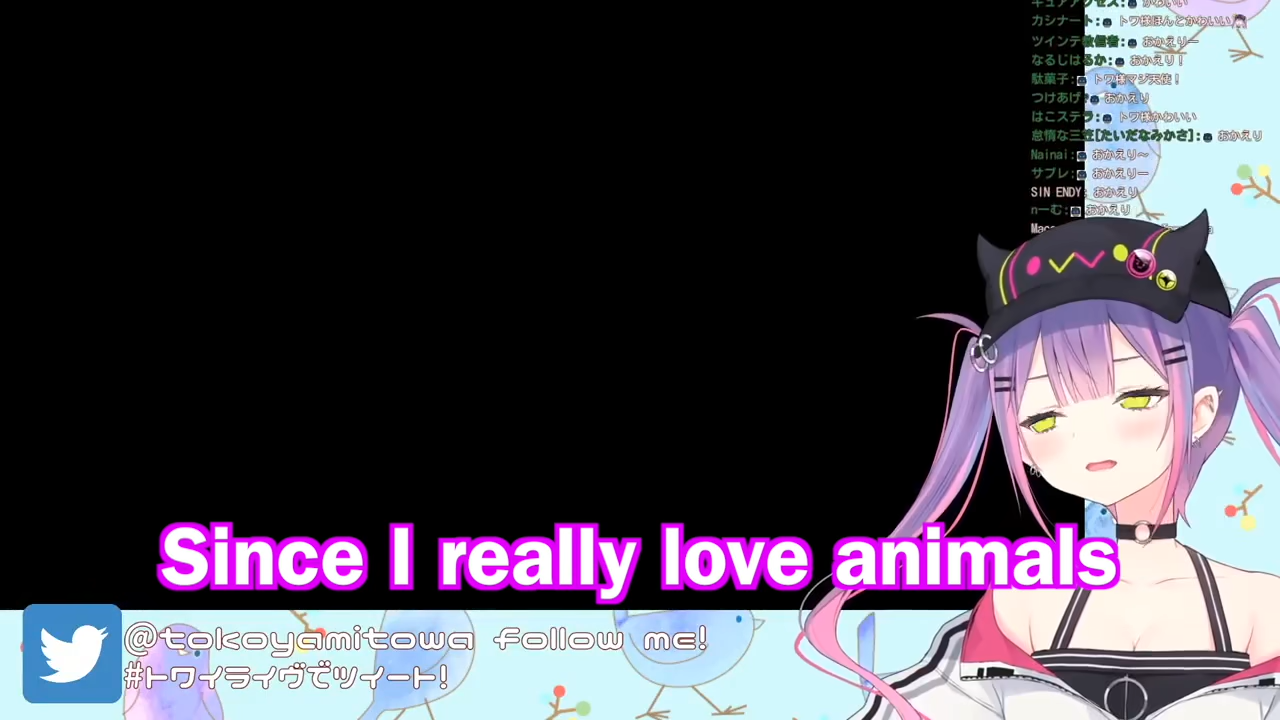 キュアアクセス: かわいい
カシナート: トワ様ほんとかわいい
ツインテ教信者: おかえりー
なるじはるか: おかえり!
駄菓子: トワ様マジ天使!
つけあげ: おかえり
はこステラ: トワ様かわいい
怠惰な三笠[たいだなみかさ]: おかえり
Nainai: おかえり〜
サブレ: おかえりー
SIN ENDY: おかえり
nーむ: おかえり
Since I really love animals
@tokoyamitowa follow me!
#トワイライヴでツイート!